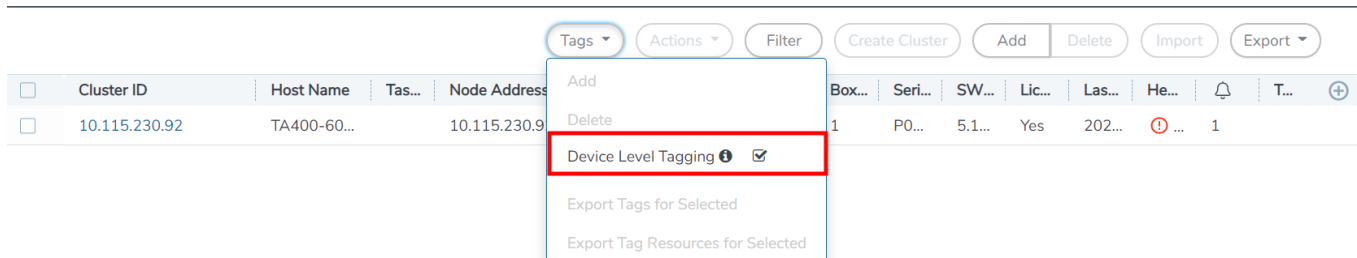 Tags Actions Filter Create Cluster Add Delete Import Export
Cluster ID Host Name Tas... Node Address Box... Seri... SW... Lic... Las... He... T...
10.115.230.92 TA400-60... 10.115.230.9 1 P0... 5.1... Yes 202... ... 1
Add
Delete
Device Level Tagging
Export Tags for Selected
Export Tag Resources for Selected